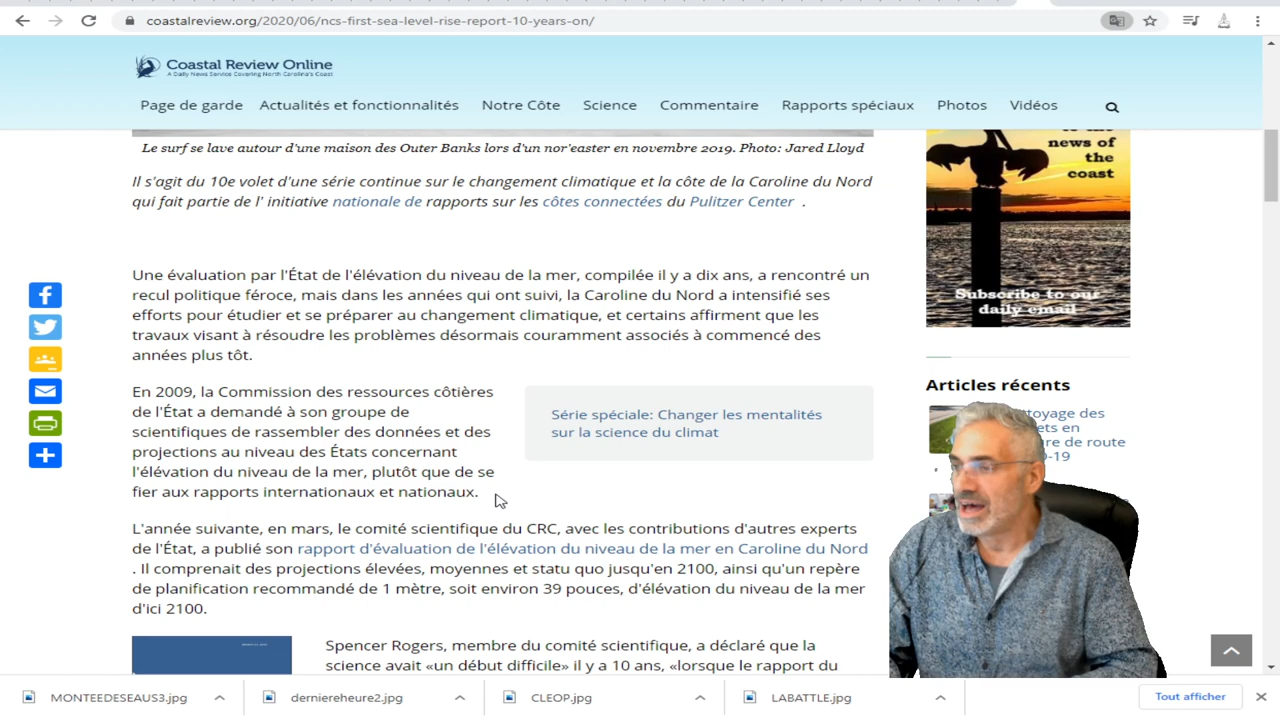 coastalreview.org/2020/06/ncs-first-sea-level-rise-report-10-years-on/
Coastal Review Online
A Daily News Service Covering North Carolina's Coast
Page de garde Actualités et fonctionnalités Notre Côte Science Commentaire Rapports spéciaux Photos Vidéos
Le surf se lave autour d'une maison des Outer Banks lors d'un nor'easter en novembre 2019. Photo: Jared Lloyd
Il s'agit du 10e volet d'une série continue sur le changement climatique et la côte de la Caroline du Nord
qui fait partie de l' initiative nationale de rapports sur les côtes connectées du Pulitzer Center .
Une évaluation par l'État de l'élévation du niveau de la mer, compilée il y a dix ans, a rencontré un
recul politique féroce, mais dans les années qui ont suivi, la Caroline du Nord a intensifié ses
efforts pour étudier et se préparer au changement climatique, et certains affirment que les
travaux visant à résoudre les problèmes désormais couramment associés à commencé des
années plus tôt.
En 2009, la Commission des ressources côtières
de l'État a demandé à son groupe de
scientifiques de rassembler des données et des
projections au niveau des États concernant
l'élévation du niveau de la mer, plutôt que de se
fier aux rapports internationaux et nationaux.
Série spéciale: Changer les mentalités
sur la science du climat
L'année suivante, en mars, le comité scientifique du CRC, avec les contributions d'autres experts
de l'État, a publié son rapport d'évaluation de l'élévation du niveau de la mer en Caroline du Nord
. Il comprenait des projections élevées, moyennes et statu quo jusqu'en 2100, ainsi qu'un repère
de planification recommandé de 1 mètre, soit environ 39 pouces, d'élévation du niveau de la mer
d'ici 2100.
Spencer Rogers, membre du comité scientifique, a déclaré que la
science avait «un début difficile» il y a 10 ans, «lorsque le rapport du
news of
the
coast
Subscribe to our
daily email
Articles récents
des
en
de route
-19
MONTEEDESEAUS3.jpg
derniereheure2.jpg
CLEOP.jpg
LABATTLE.jpg
Tout afficher